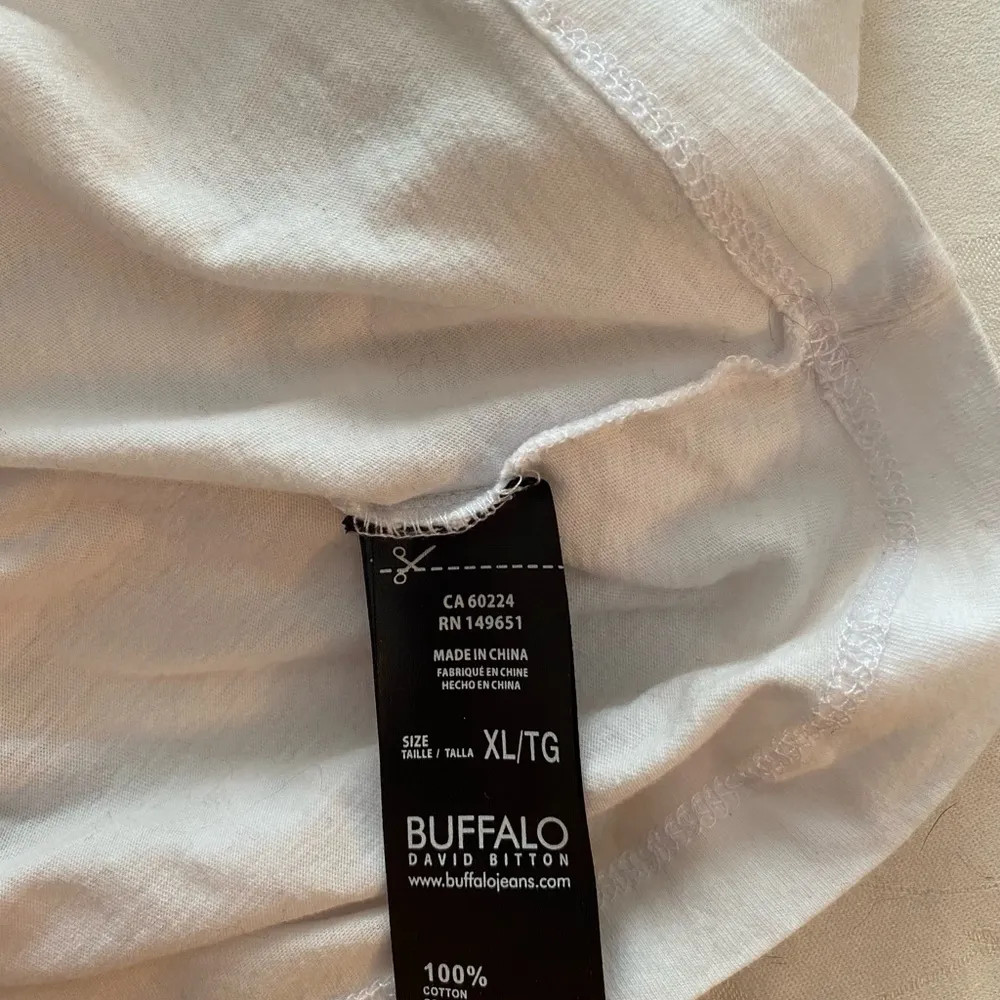 CA 60224
RN 149651
MADE IN CHINA
FABRIQUÉ EN CHINE
HECHO EN CHINA
SIZE
TAILLE / TALLA XL/TG
BUFFALO
DAVID BITTON
www.buffalojeans.com
100%
COTTON